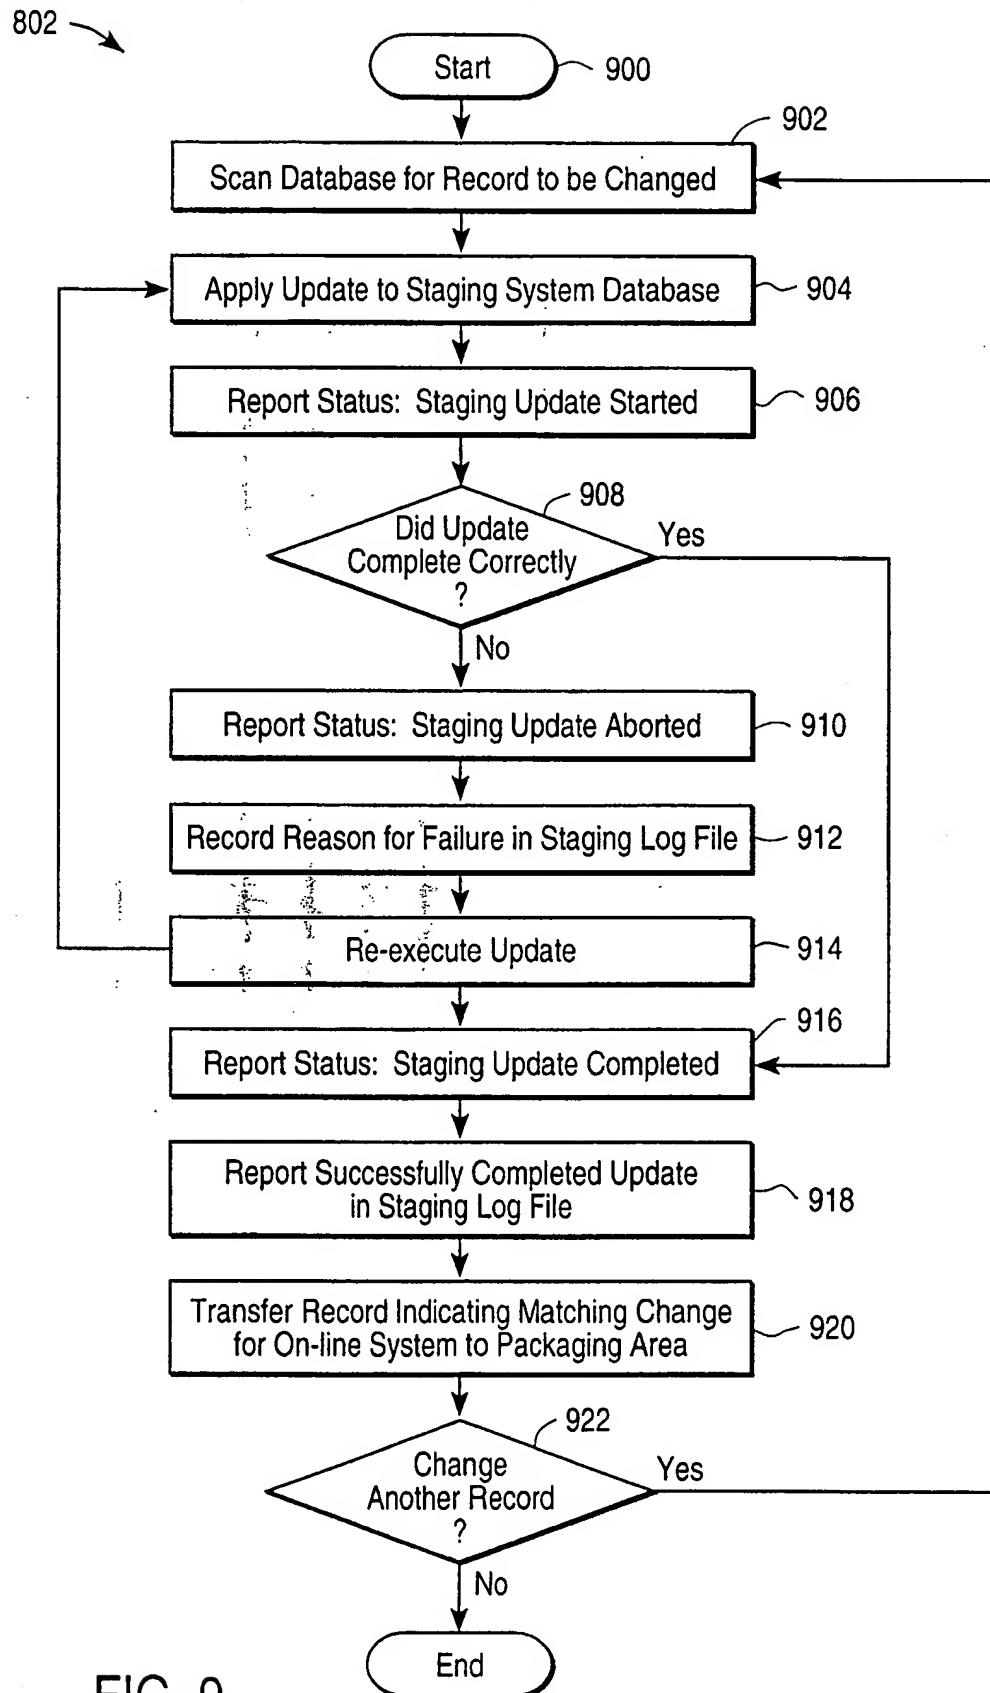 802
Start
900
902
Scan Database for Record to be Changed
Apply Update to Staging System Database
904
Report Status: Staging Update Started
906
908
Did Update
Complete Correctly
?
Yes
No
Report Status: Staging Update Aborted
910
Record Reason for Failure in Staging Log File
912
Re-execute Update
914
916
Report Status: Staging Update Completed
Report Successfully Completed Update
in Staging Log File
918
Transfer Record Indicating Matching Change
for On-line System to Packaging Area
920
922
Change
Another Record
?
Yes
No
End
FIG. 9